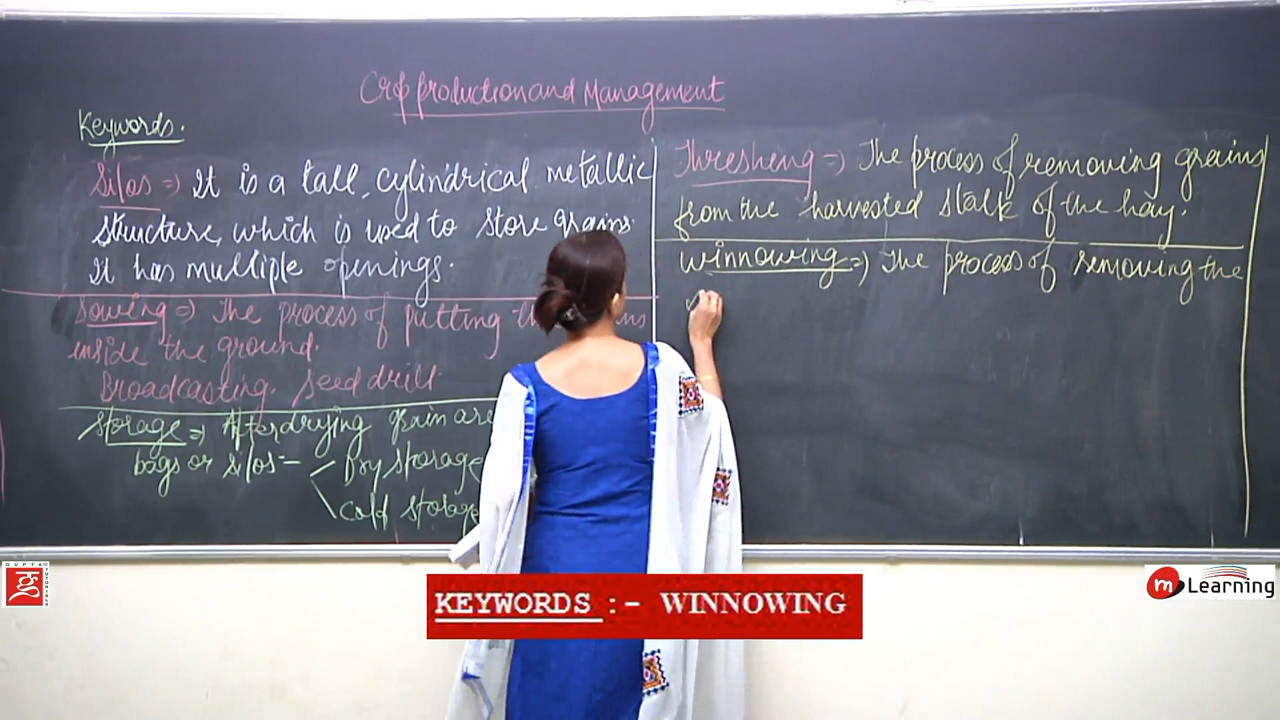 Crop production and Management
Keywords.
Silos => It is a tall, cylindrical metallic
structure, which is used to store grains.
It has multiple openings.
Sowing => The process of putting
inside the ground.
Broadcasting. Seed drill
Storage => After drying grain are
bags or Silos - Dry storage
Cold storage
Threshing => The process of removing grains
from the harvested stalk of the hay.
Winnowing => The process of removing the
KEYWORDS :- WINNOWING
GUPTA TUTORIALS
m Learning